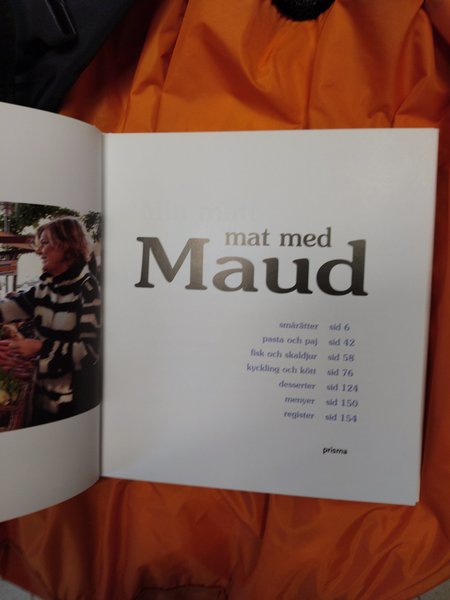 mat med
Maud
smårätter sid 6
pasta och paj sid 42
fisk och skaldjur sid 58
kyckling och kött sid 76
desserter sid 124
menyer sid 150
register sid 154
prisma